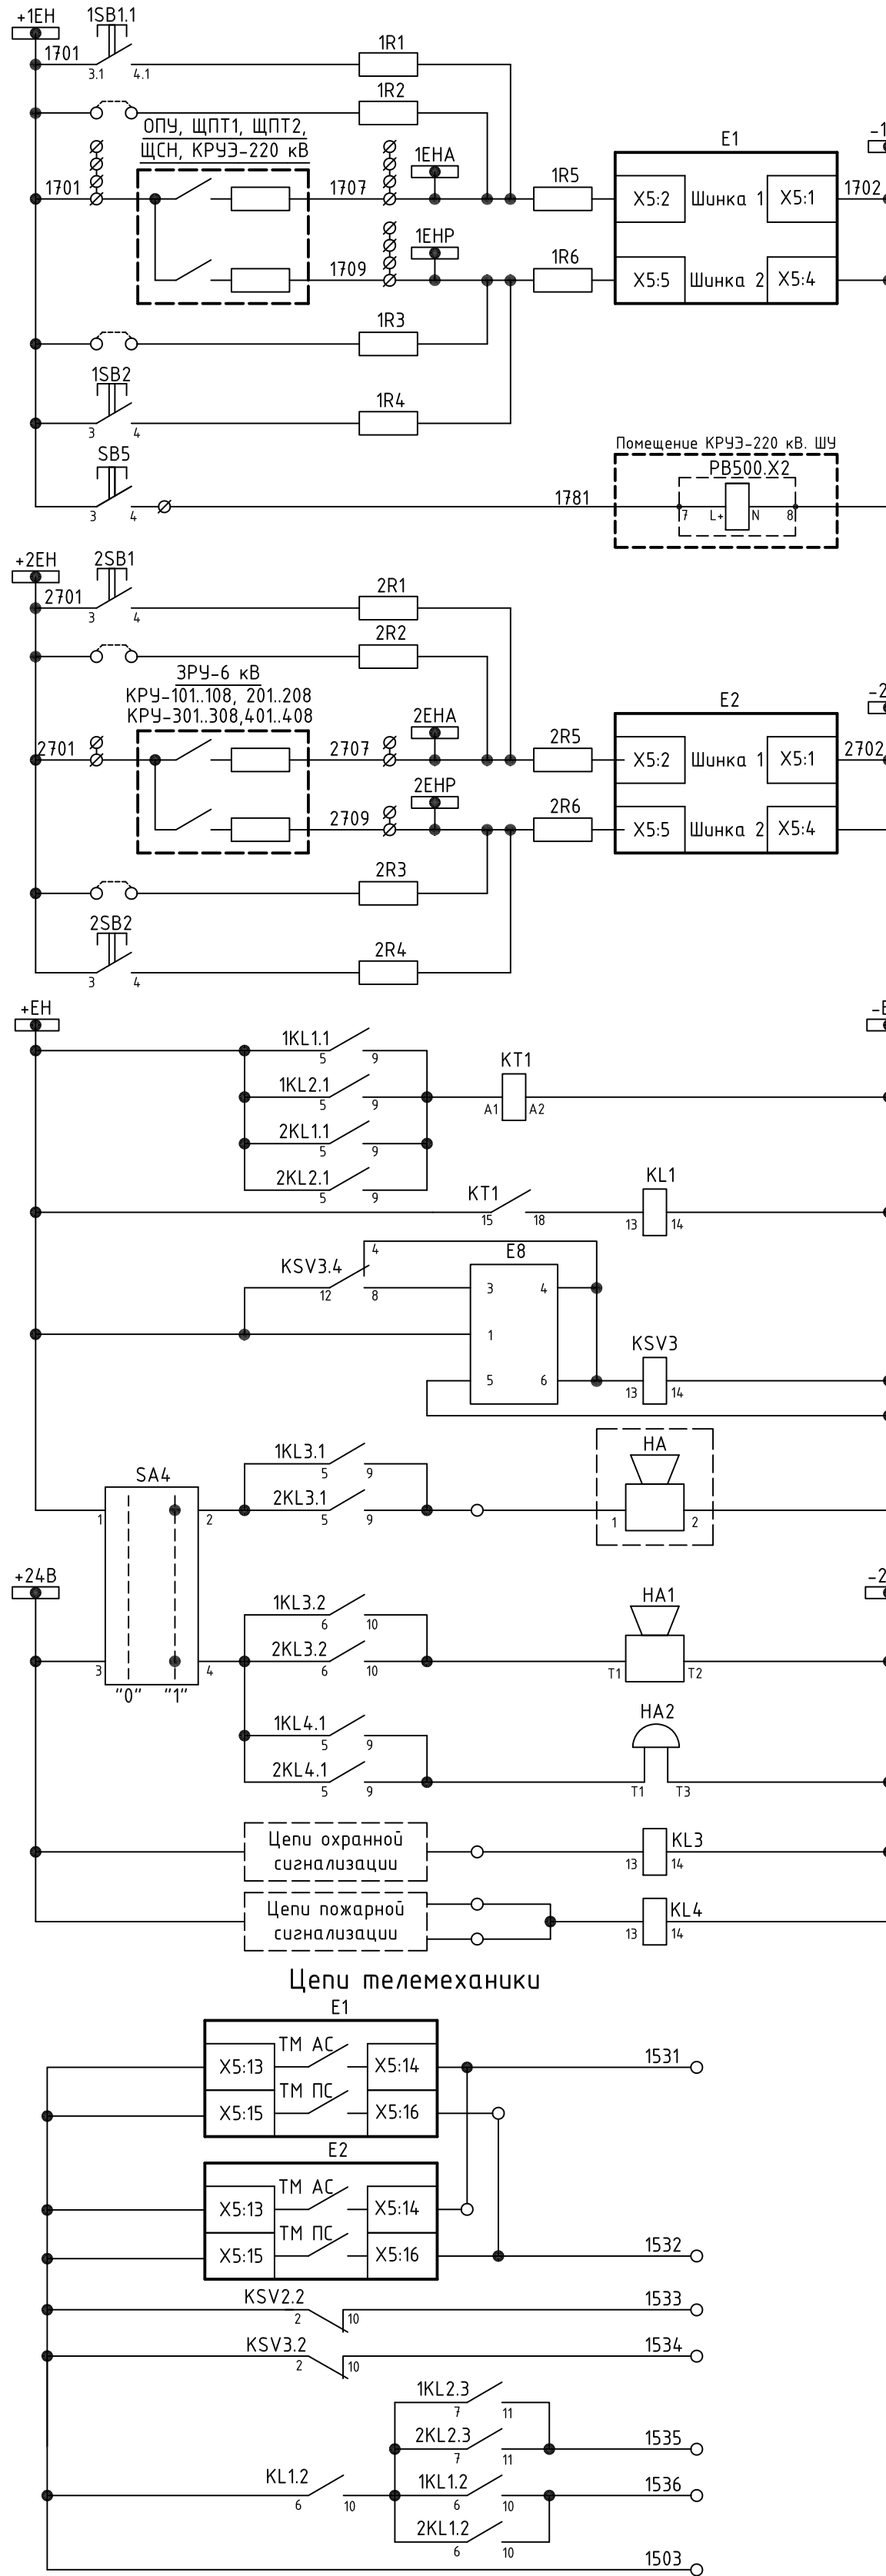 +1ЕН
1SB1.1
1701
3.1
4.1
1R1
1R2
ОПУ, ЩПТ1, ЩПТ2,
ЩСН, КРУЭ-220 кВ
1701
1707
1ЕНА
1R5
E1
X5:2
Шинка 1
X5:1
1702
-1
1709
1ЕНР
1R6
X5:5
Шинка 2
X5:4
1R3
1SB2
3
4
1R4
SB5
3
4
1781
Помещение КРУЭ-220 кВ. ШУ
РВ500.Х2
7
L+
N
8
+2ЕН
2SB1
2701
3
4
2R1
2R2
ЗРУ-6 кВ
КРУ-101..108, 201..208
КРУ-301..308,401..408
2701
2707
2ЕНА
2R5
E2
X5:2
Шинка 1
X5:1
2702
-2
2709
2ЕНР
2R6
X5:5
Шинка 2
X5:4
2R3
2SB2
3
4
2R4
+ЕН
-Е
1KL1.1
5
9
1KL2.1
5
9
2KL1.1
5
9
2KL2.1
5
9
KT1
A1
A2
KT1
15
18
KL1
13
14
KSV3.4
4
12
8
E8
3
4
1
5
6
KSV3
13
14
SA4
1
2
1KL3.1
5
9
2KL3.1
5
9
HA
1
2
+24В
-2
3
4
"0"
"1"
1KL3.2
6
10
2KL3.2
6
10
HA1
T1
T2
1KL4.1
5
9
2KL4.1
5
9
HA2
T1
T3
Цепи охранной
сигнализации
KL3
13
14
Цепи пожарной
сигнализации
KL4
13
14
Цепи телемеханики
E1
X5:13
ТМ АС
X5:14
1531
X5:15
ТМ ПС
X5:16
E2
X5:13
ТМ АС
X5:14
X5:15
ТМ ПС
X5:16
1532
KSV2.2
2
10
1533
KSV3.2
2
10
1534
1KL2.3
7
11
2KL2.3
7
11
1535
KL1.2
6
10
1KL1.2
6
10
1536
2KL1.2
6
10
1503